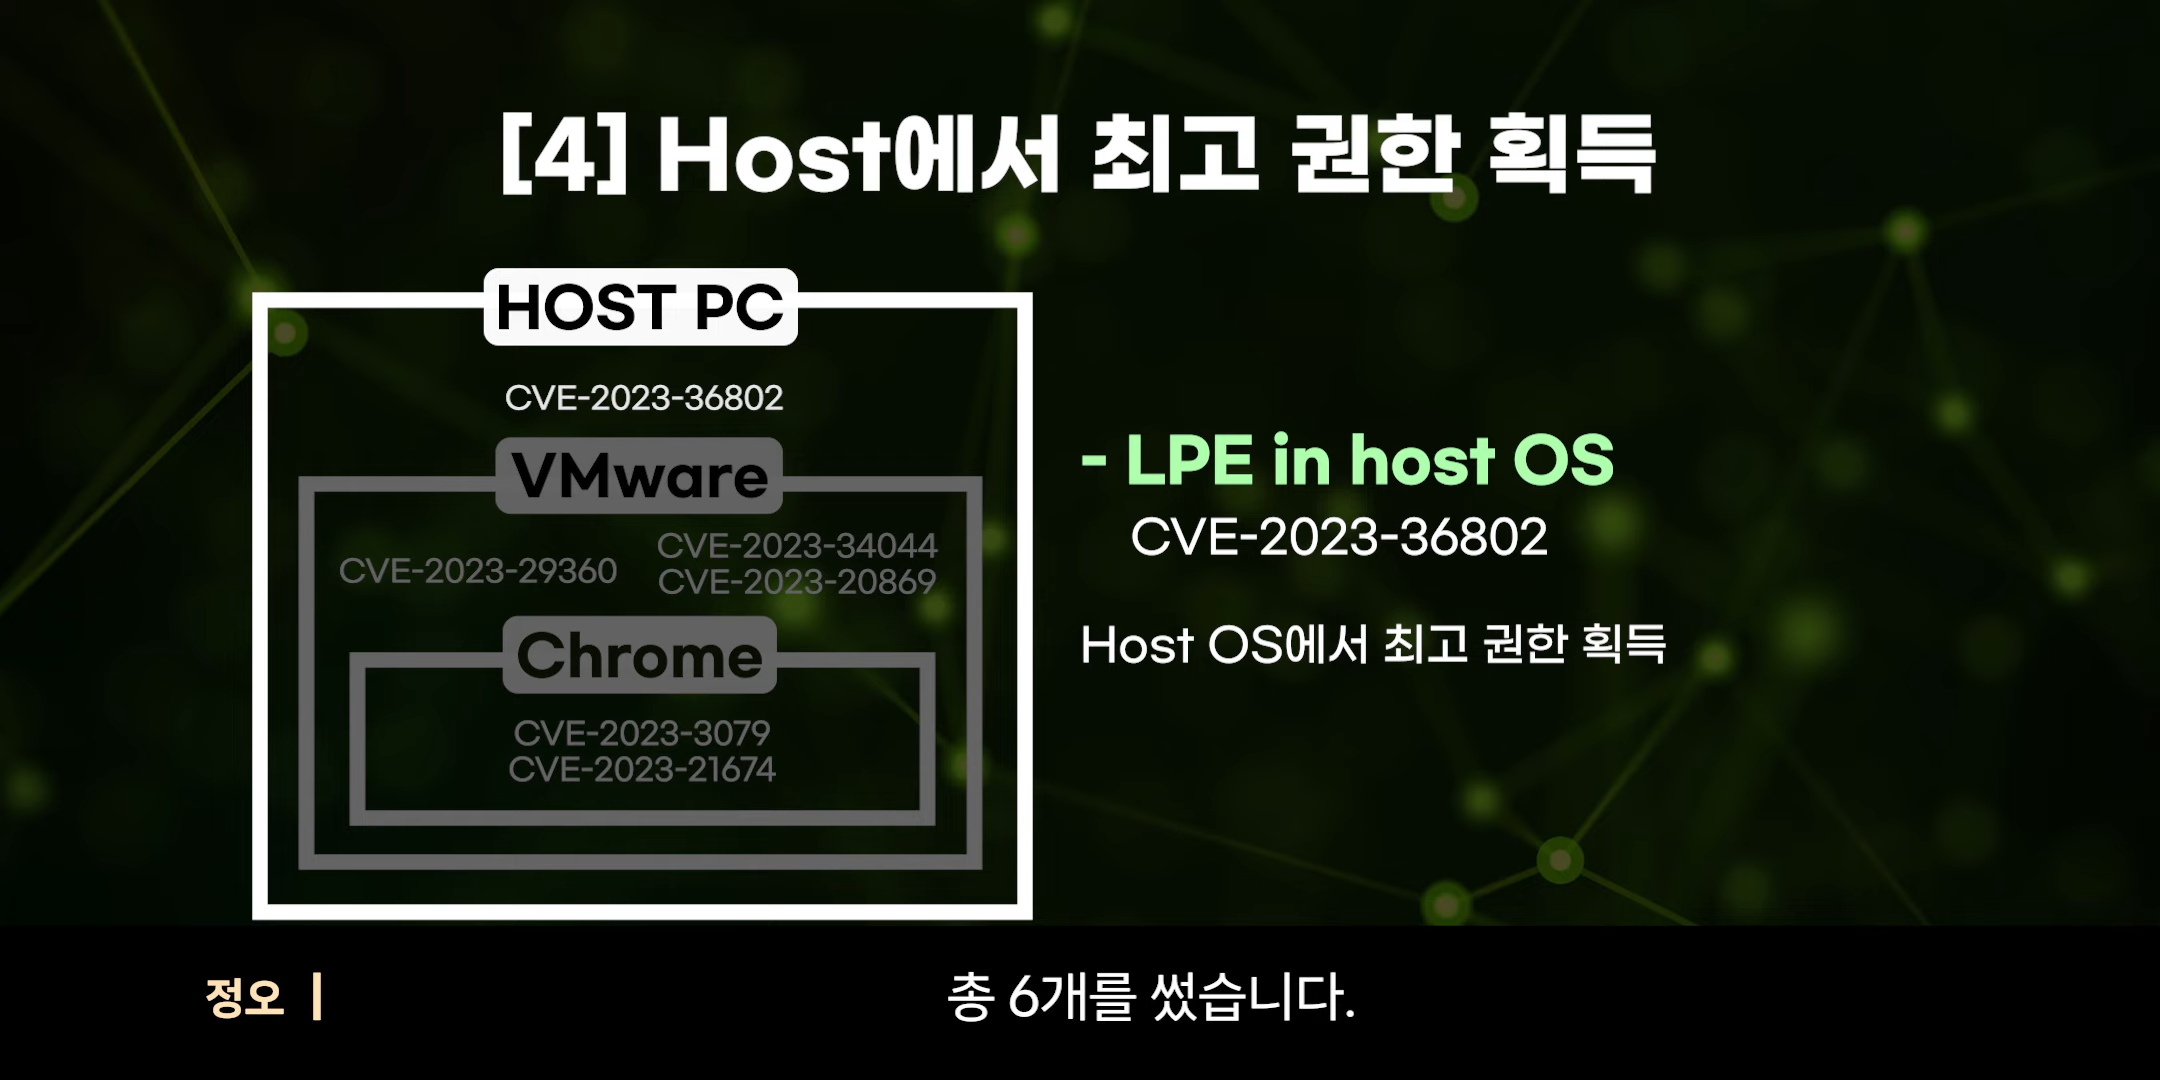 [4] Host에서 최고 권한 획득
HOST PC
CVE-2023-36802
VMware
CVE-2023-29360
CVE-2023-34044
CVE-2023-20869
Chrome
CVE-2023-3079
CVE-2023-21674
- LPE in host OS
CVE-2023-36802
Host OS에서 최고 권한 획득
정오 |
총 6개를 썼습니다.